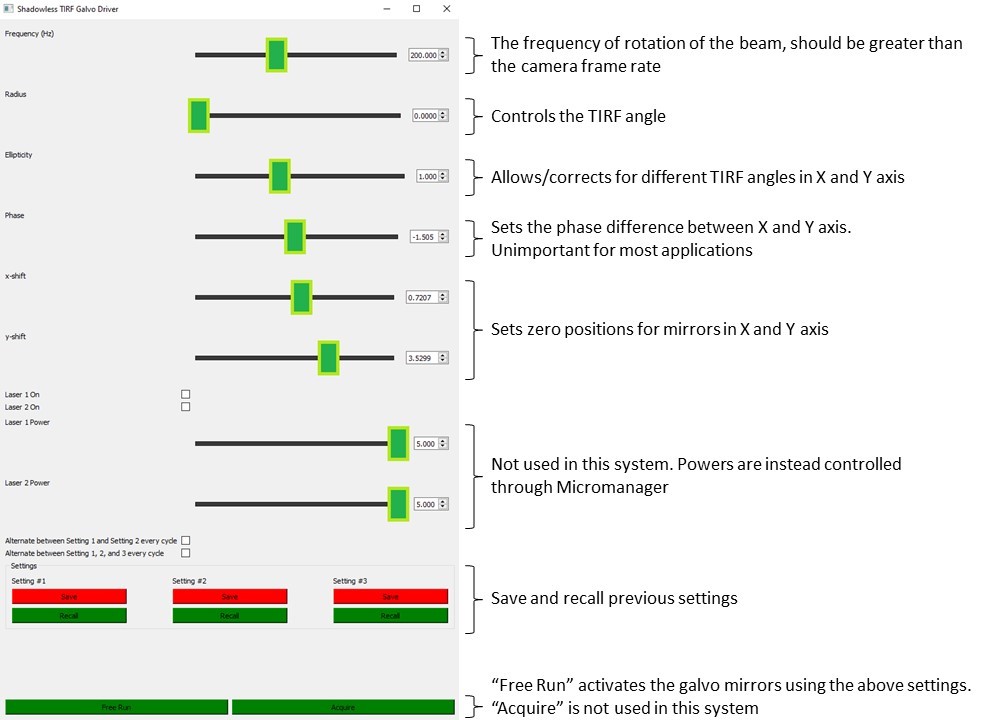 Shadowless TIRF Galvo Driver
Frequency (Hz)
200.000
The frequency of rotation of the beam, should be greater than
the camera frame rate
Radius
0.0000
Controls the TIRF angle
Ellipticity
1.000
Allows/corrects for different TIRF angles in X and Y axis
Phase
-1.505
Sets the phase difference between X and Y axis.
Unimportant for most applications
x-shift
0.7207
Sets zero positions for mirrors in X and Y axis
y-shift
3.5299
Laser 1 On
Laser 2 On
Laser 1 Power
5.000
Not used in this system. Powers are instead controlled
through Micromanager
Laser 2 Power
5.000
Alternate between Setting 1 and Setting 2 every cycle
Alternate between Setting 1, 2, and 3 every cycle
Settings
Setting #1 Setting #2 Setting #3
Save Save Save
Recall Recall Recall
Save and recall previous settings
Free Run Acquire
“Free Run” activates the galvo mirrors using the above settings.
“Acquire” is not used in this system